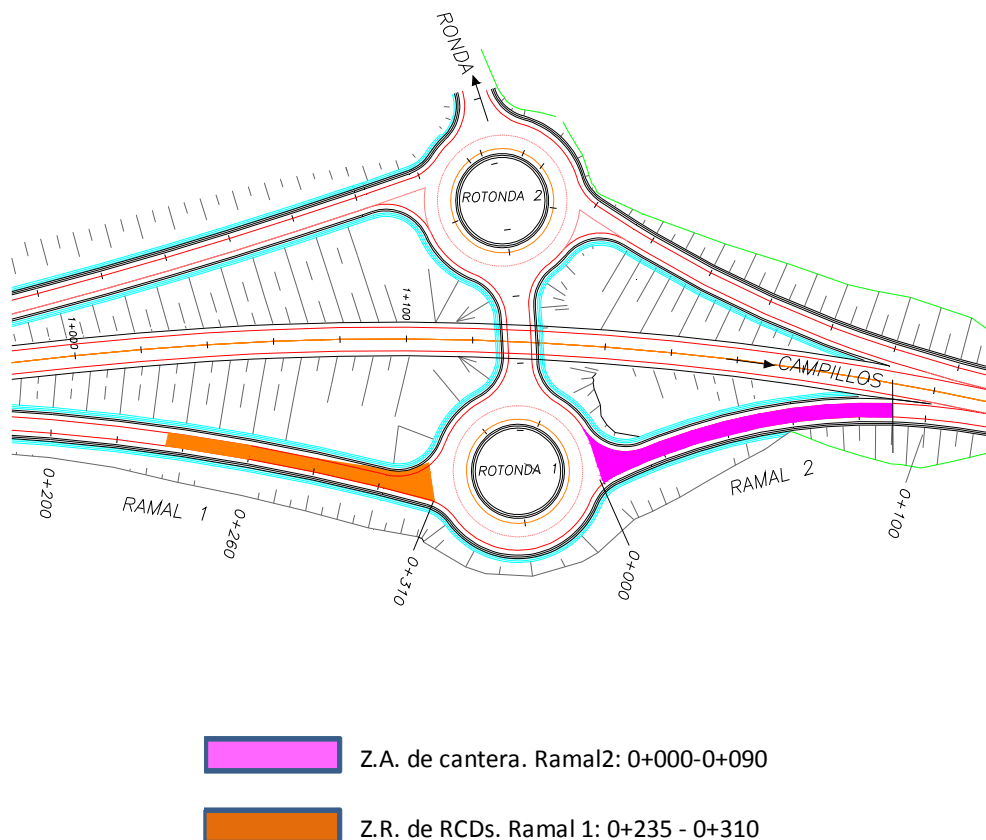 RONDA
ROTONDA 2
1+000
1+100
CAMPILLOS
ROTONDA 1
RAMAL 2
0+200
RAMAL 1
0+260
0+310
0+000
0+100
Z.A. de cantera. Ramal2: 0+000-0+090
Z.R. de RCDs. Ramal 1: 0+235 - 0+310